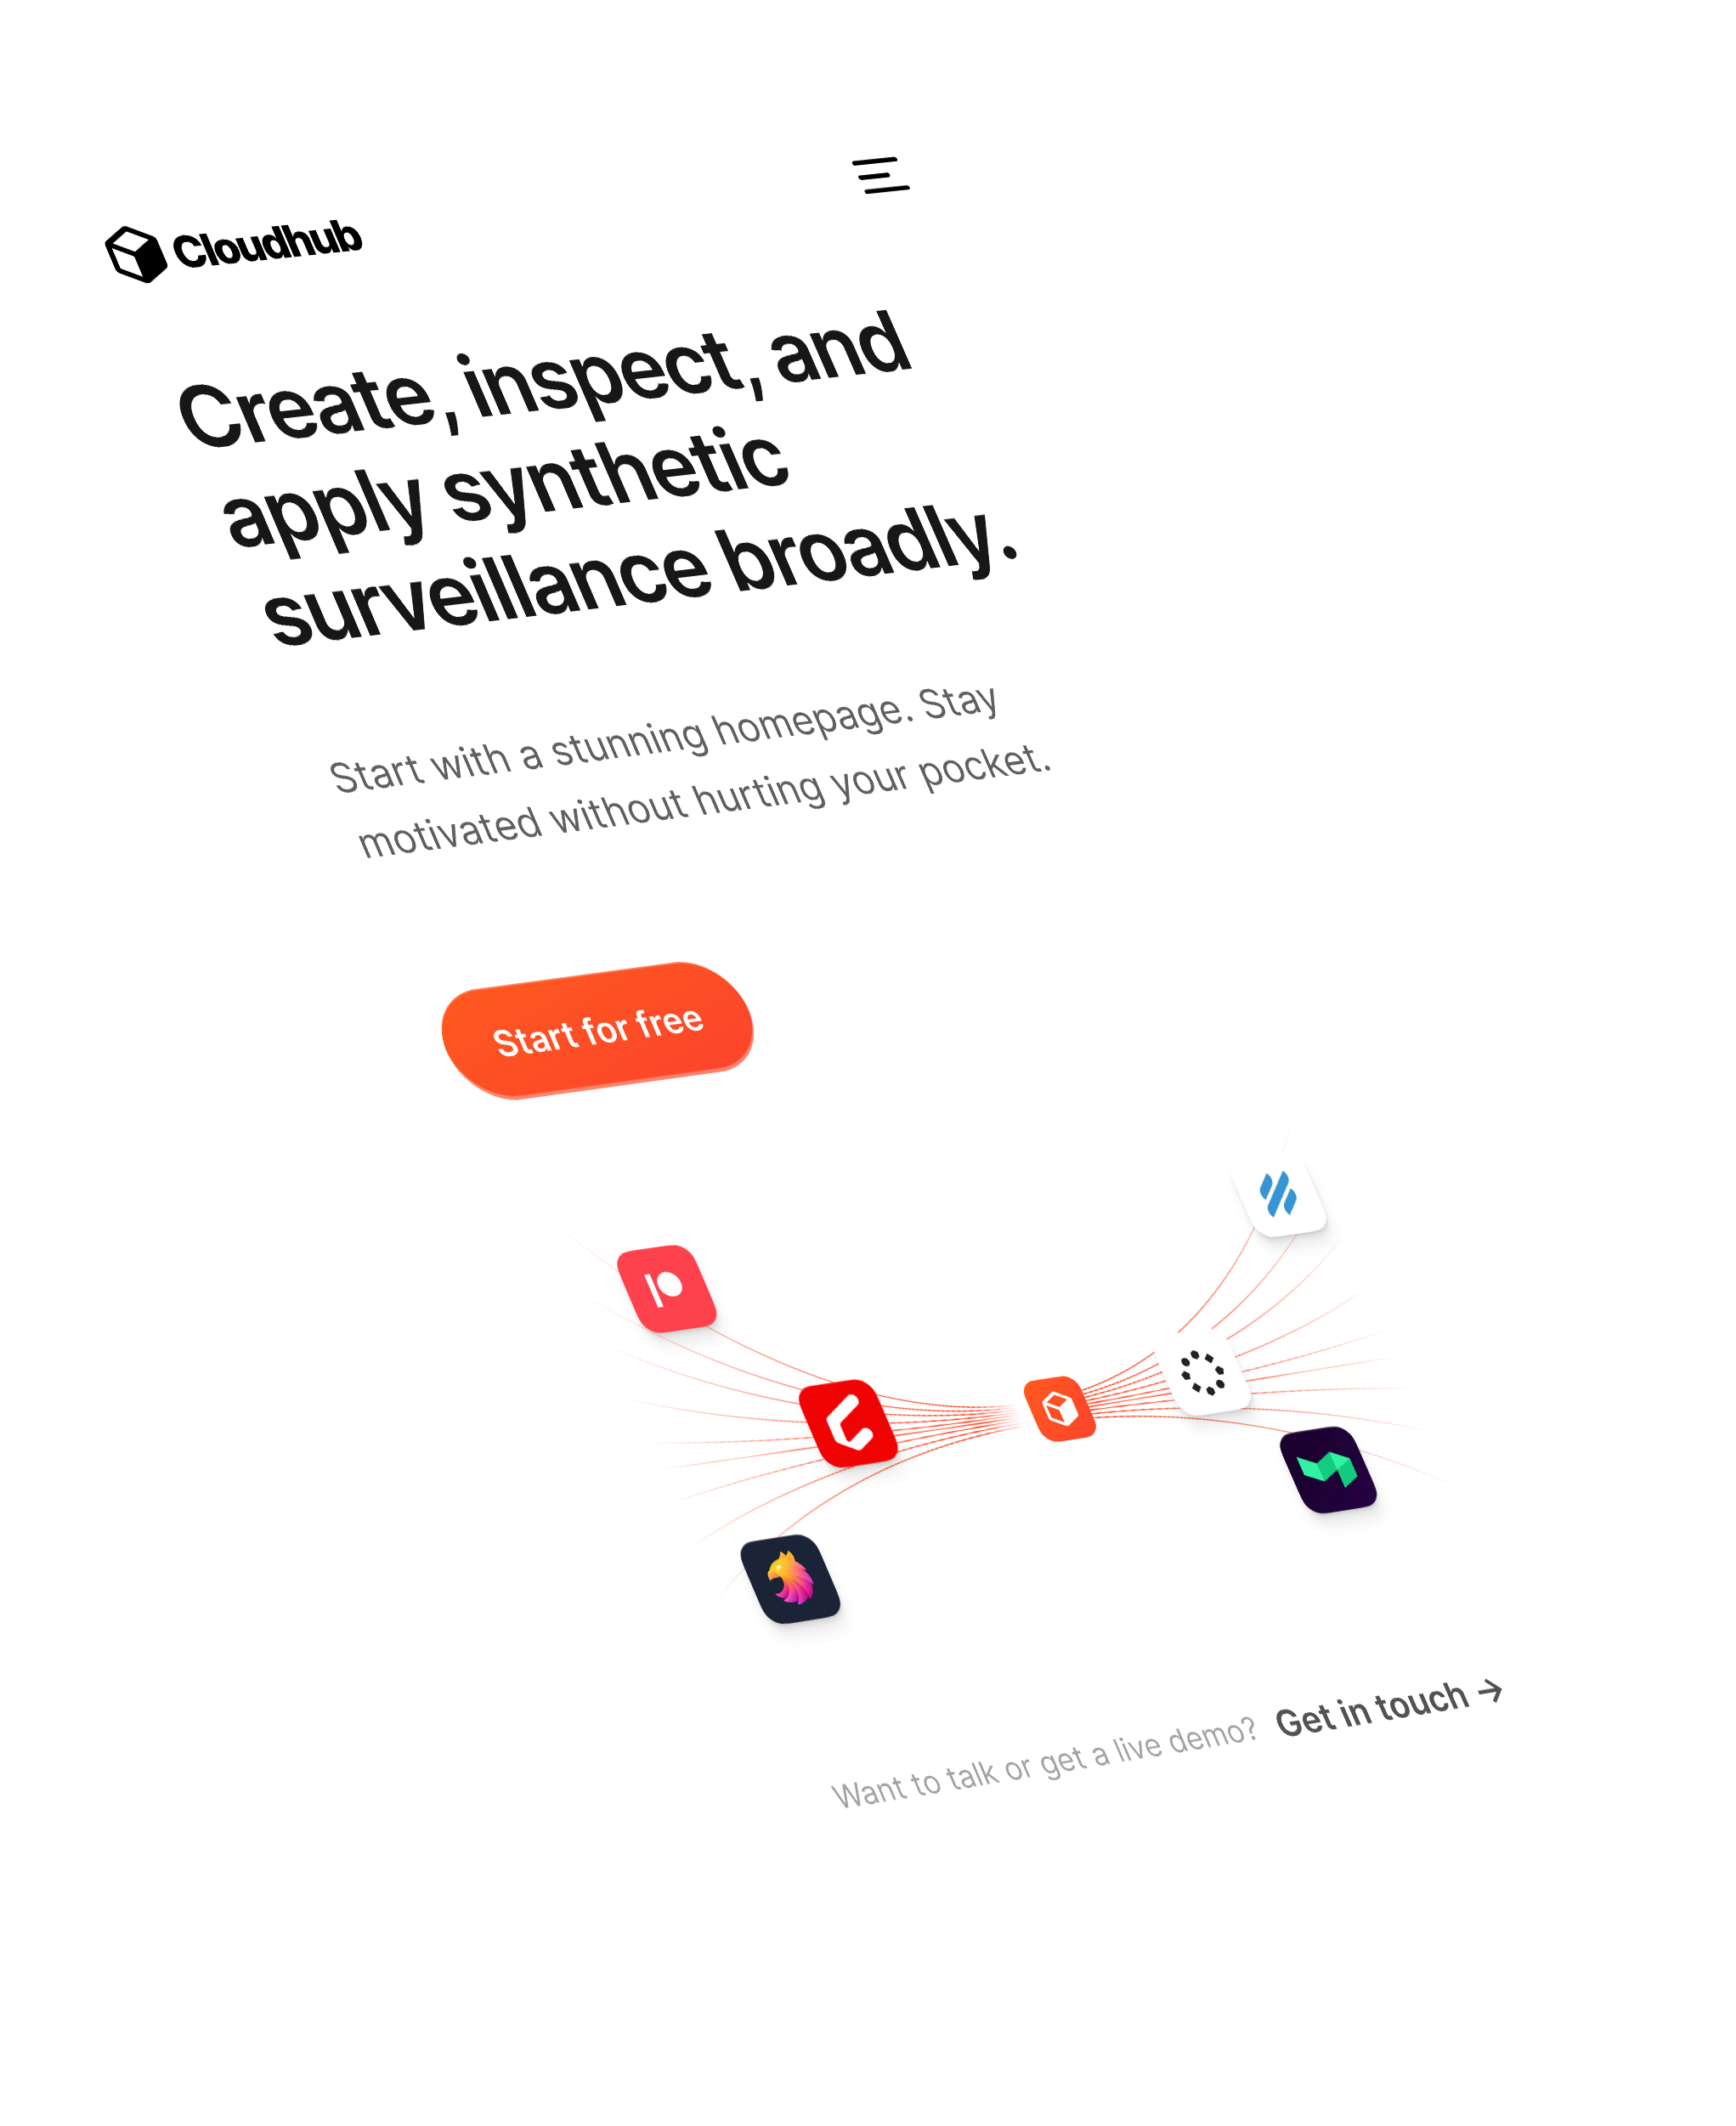 Cloudhub
Create, inspect, and
apply synthetic
surveillance broadly.
Start with a stunning homepage. Stay
motivated without hurting your pocket.
Start for free
Want to talk or get a live demo? Get in touch →